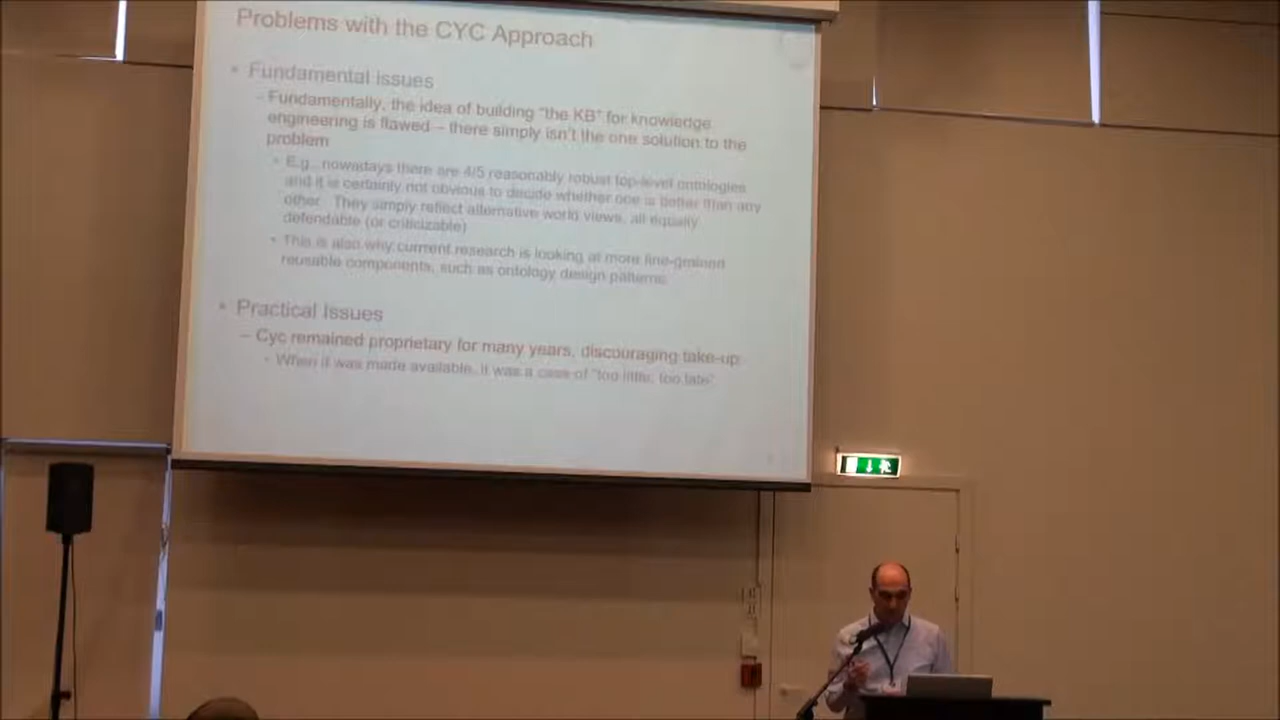 Problems with the CYC Approach
• Fundamental issues
– Fundamentally, the idea of building "the KB" for knowledge
engineering is flawed – there simply isn't the one solution to the
problem
• E.g., nowadays there are 4/5 reasonably robust top-level ontologies
and it is certainly not obvious to decide whether one is better than any
other. They simply reflect alternative world views, all equally
defendable (or criticizable)
• This is also why current research is looking at more fine-grained
reusable components, such as ontology design patterns
• Practical Issues
– Cyc remained proprietary for many years, discouraging take-up
• When it was made available, it was a case of "too little, too late"